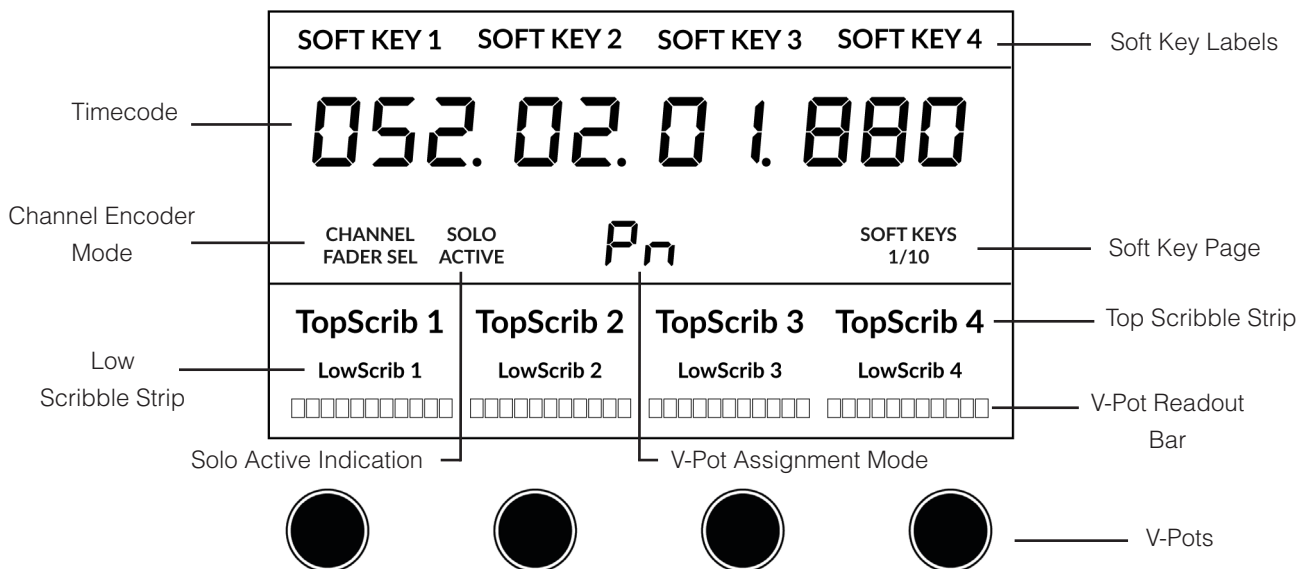 SOFT KEY 1 SOFT KEY 2 SOFT KEY 3 SOFT KEY 4
Soft Key Labels
Timecode
052. 02. 01. 880
Channel Encoder
Mode
CHANNEL
FADER SEL
SOLO
ACTIVE
Pn
SOFT KEYS
1/10
Soft Key Page
TopScrib 1 TopScrib 2 TopScrib 3 TopScrib 4
Top Scribble Strip
Low
Scribble Strip
LowScrib 1 LowScrib 2 LowScrib 3 LowScrib 4
V-Pot Readout
Bar
Solo Active Indication
V-Pot Assignment Mode
V-Pots